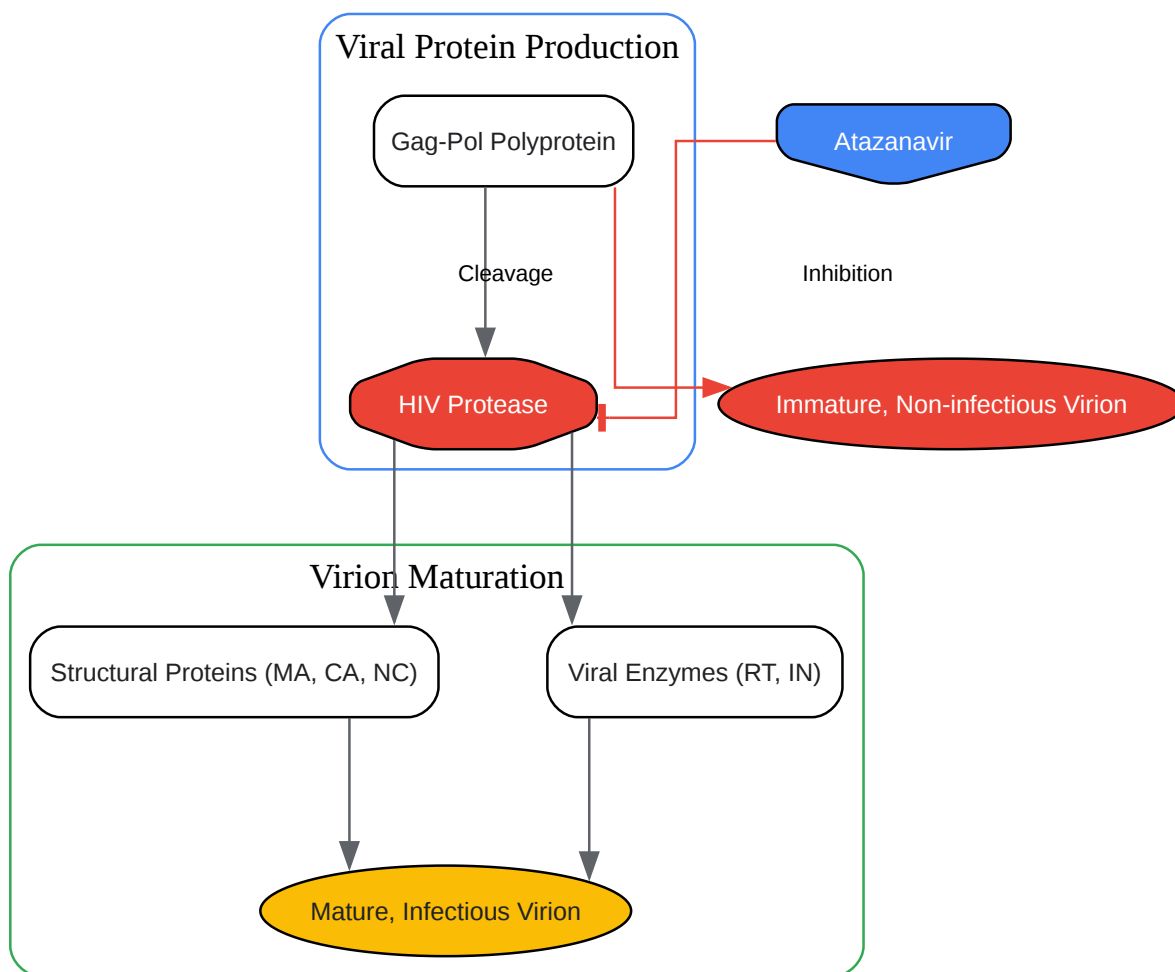 Viral Protein Production
Gag-Pol Polyprotein
Atazanavir
Cleavage
Inhibition
HIV Protease
Immature, Non-infectious Virion
Virion Maturation
Structural Proteins (MA, CA, NC)
Viral Enzymes (RT, IN)
Mature, Infectious Virion